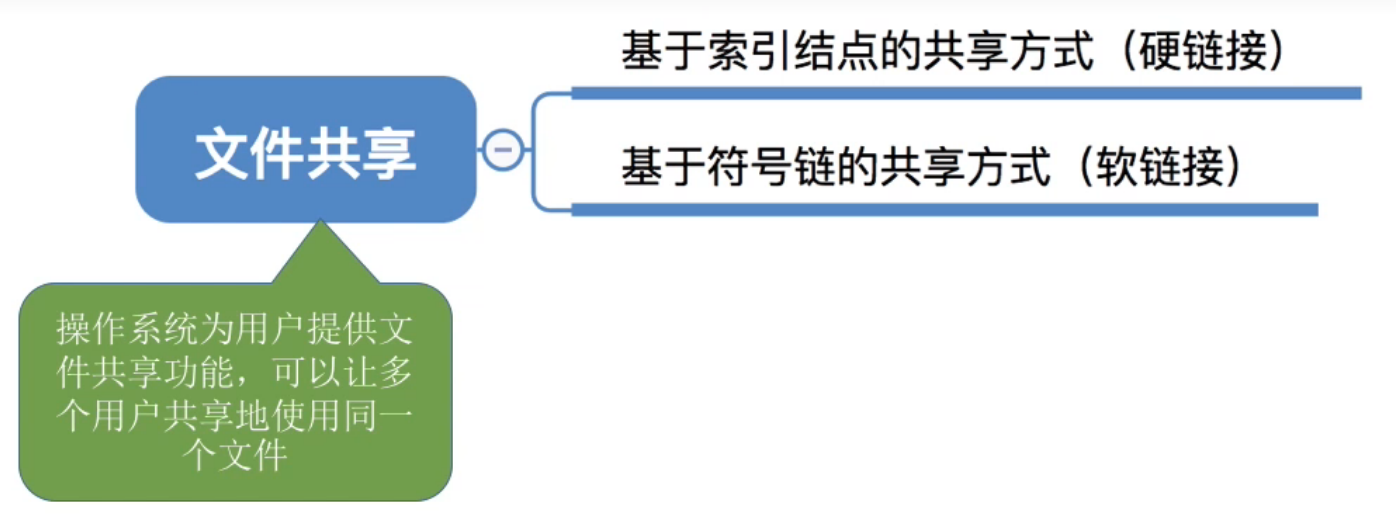 基于索引结点的共享方式（硬链接）
文件共享
基于符号链的共享方式（软链接）
操作系统为用户提供文
件共享功能，可以让多
个用户共享地使用同一
个文件